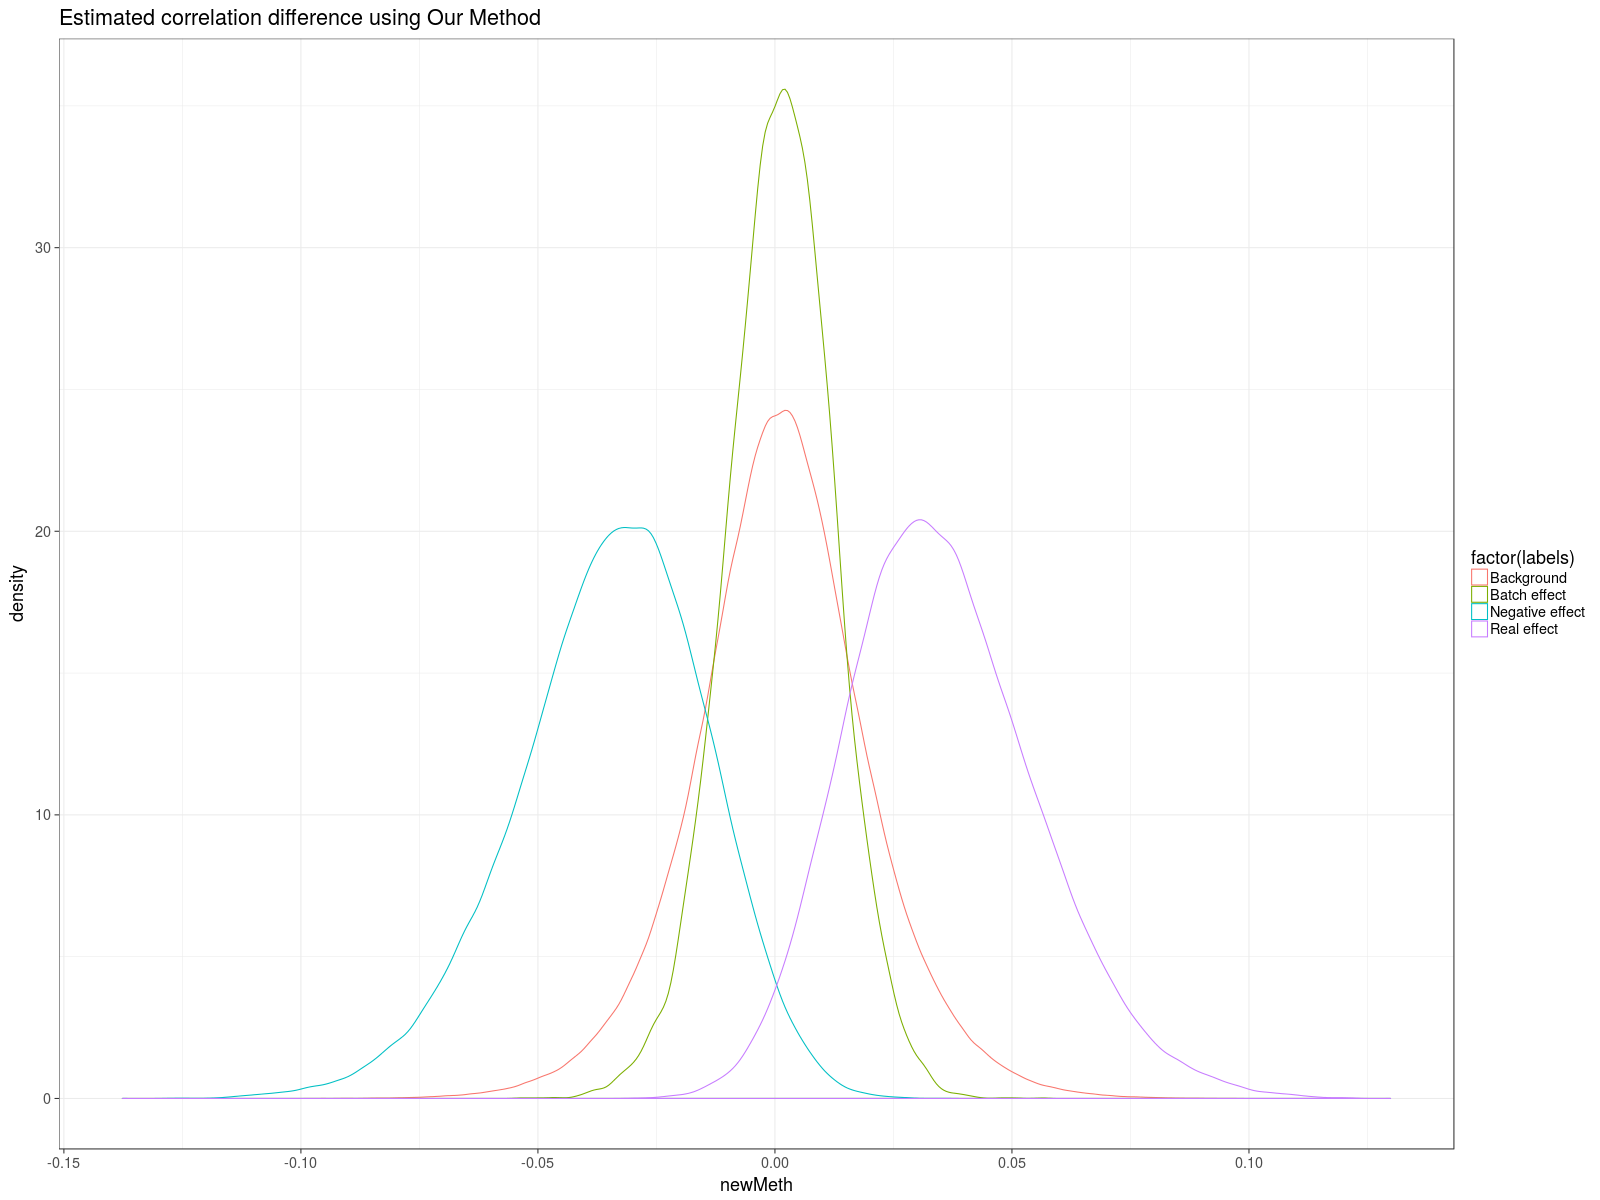 Estimated correlation difference using Our Method
30
20
10
0
density
-0.15
-0.10
-0.05
0.00
0.05
0.10
newMeth
factor(labels)
Background
Batch effect
Negative effect
Real effect